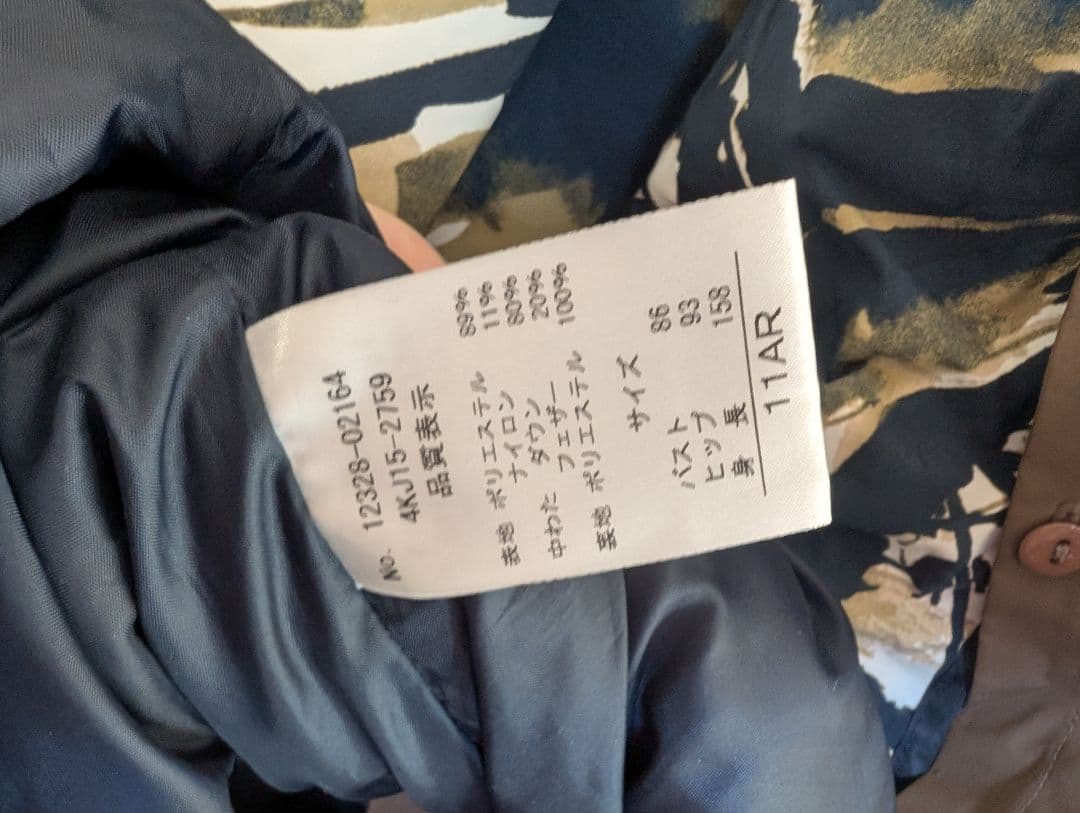 No. 12328-02164
4KJ15-2759
品質表示
表地 ポリエステル 89%
ナイロン 11%
中わた ダウン 80%
フェザー 20%
裏地 ポリエステル 100%
サイズ
バスト 86
ヒップ 93
身長 158
11AR